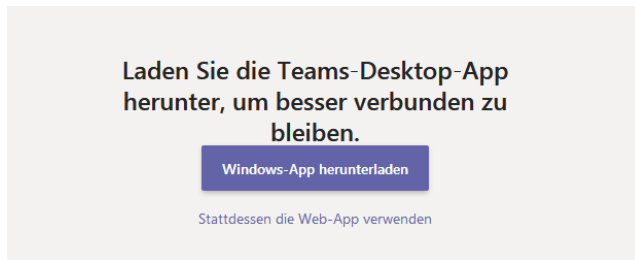 Laden Sie die Teams-Desktop-App
herunter, um besser verbunden zu
bleiben.
Windows-App herunterladen
Stattdessen die Web-App verwenden